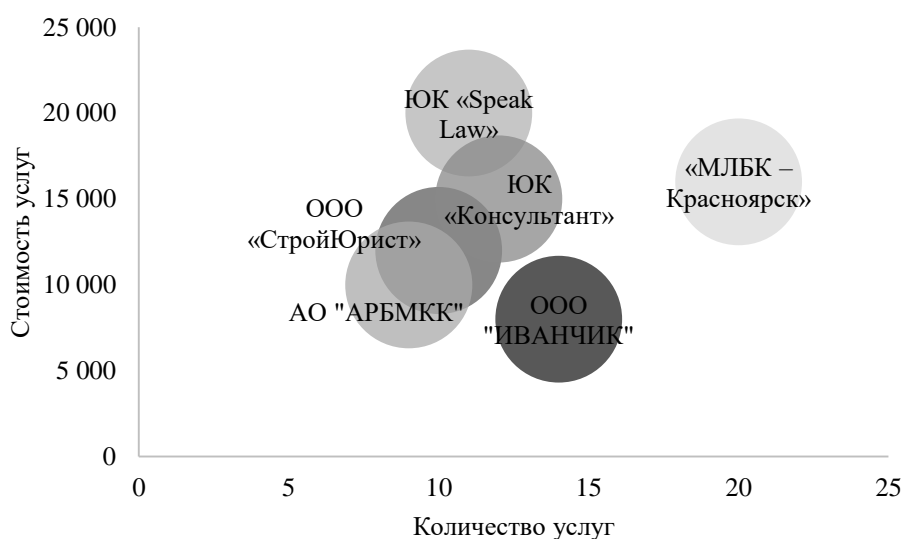 25 000
20 000
15 000
10 000
5 000
0
Стоимость услуг
ЮК «Speak
Law»
«МЛБК –
Красноярск»
ЮК
«Консультант»
ООО
«СтройЮрист»
АО "АРБМКК"
ООО
"ИВАНЧИК"
0 5 10 15 20 25
Количество услуг